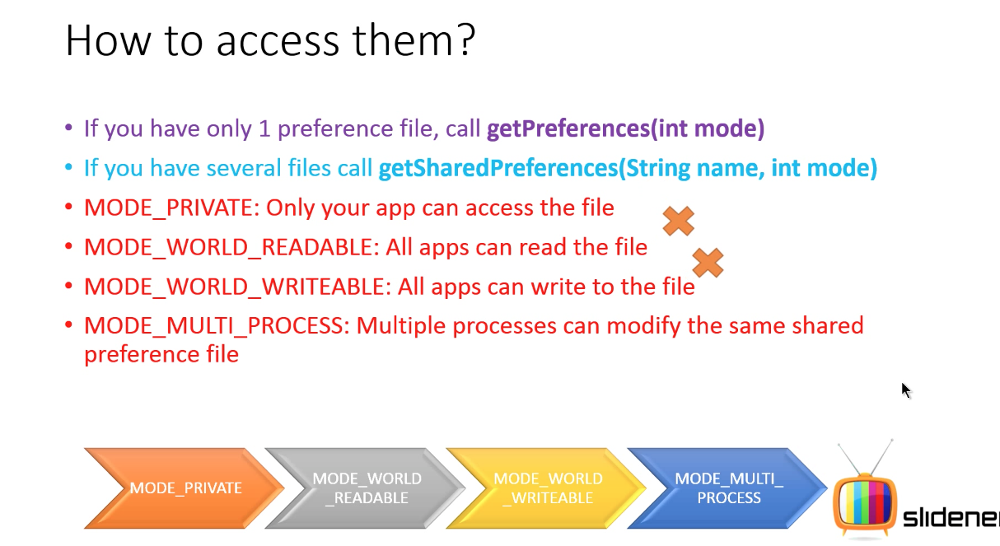 How to access them?
• If you have only 1 preference file, call getPreferences(int mode)
• If you have several files call getSharedPreferences(String name, int mode)
• MODE_PRIVATE: Only your app can access the file
• MODE_WORLD_READABLE: All apps can read the file
• MODE_WORLD_WRITEABLE: All apps can write to the file
• MODE_MULTI_PROCESS: Multiple processes can modify the same shared
preference file
MODE_PRIVATE
MODE_WORLD
_READABLE
MODE_WORLD
_WRITEABLE
MODE_MULTI_
PROCESS